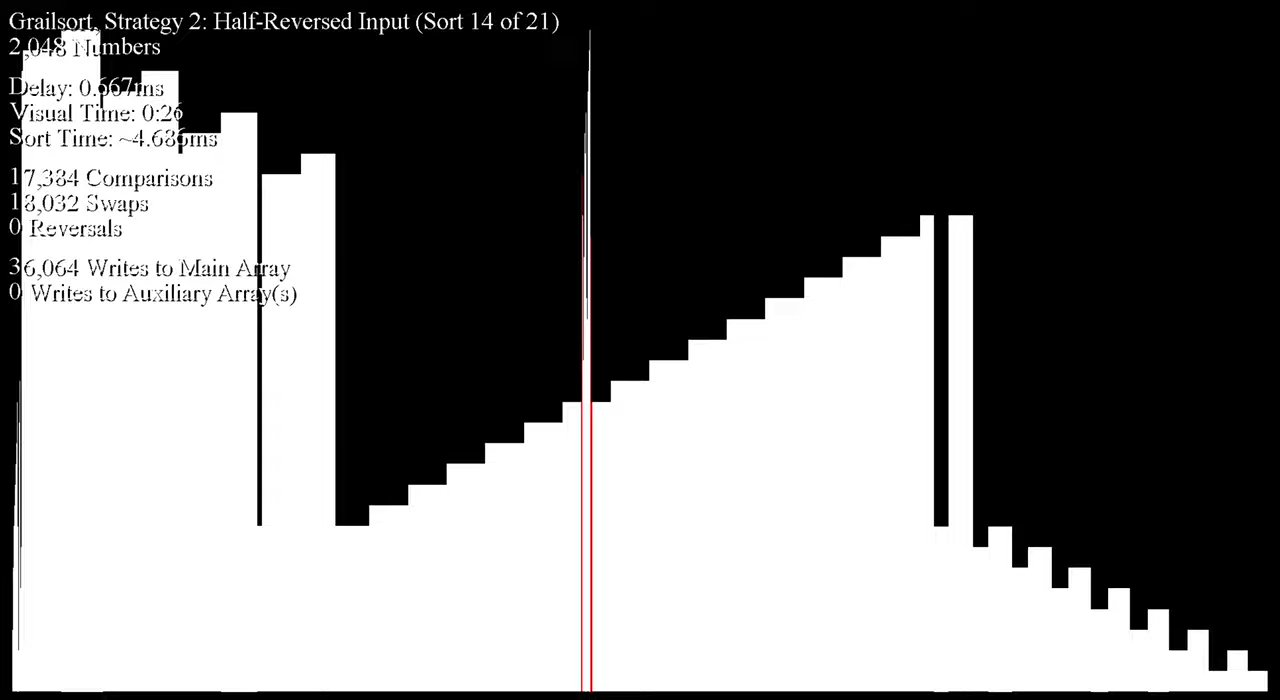 Grailsort, Strategy 2: Half-Reversed Input (Sort 14 of 21)
2,048 Numbers
Delay: 0.667ms
Visual Time: 0:26
Sort Time: ~4.686ms
17,384 Comparisons
18,032 Swaps
0 Reversals
36,064 Writes to Main Array
0 Writes to Auxiliary Array(s)